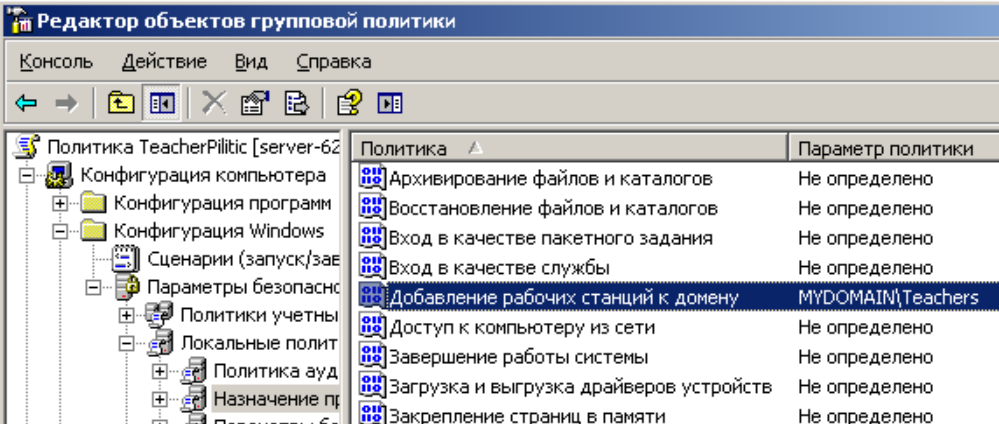 Редактор объектов групповой политики
Консоль Действие Вид Справка
Политика TeacherPilitic [server-62
Конфигурация компьютера
Конфигурация программ
Конфигурация Windows
Сценарии (запуск/зав
Параметры безопасно
Политики учетны
Локальные полит
Политика ауд
Назначение пр
Политика Параметр политики
Архивирование файлов и каталогов Не определено
Восстановление файлов и каталогов Не определено
Вход в качестве пакетного задания Не определено
Вход в качестве службы Не определено
Добавление рабочих станций к домену MYDOMAIN\Teachers
Доступ к компьютеру из сети Не определено
Завершение работы системы Не определено
Загрузка и выгрузка драйверов устройств Не определено
Закрепление страниц в памяти Не определено